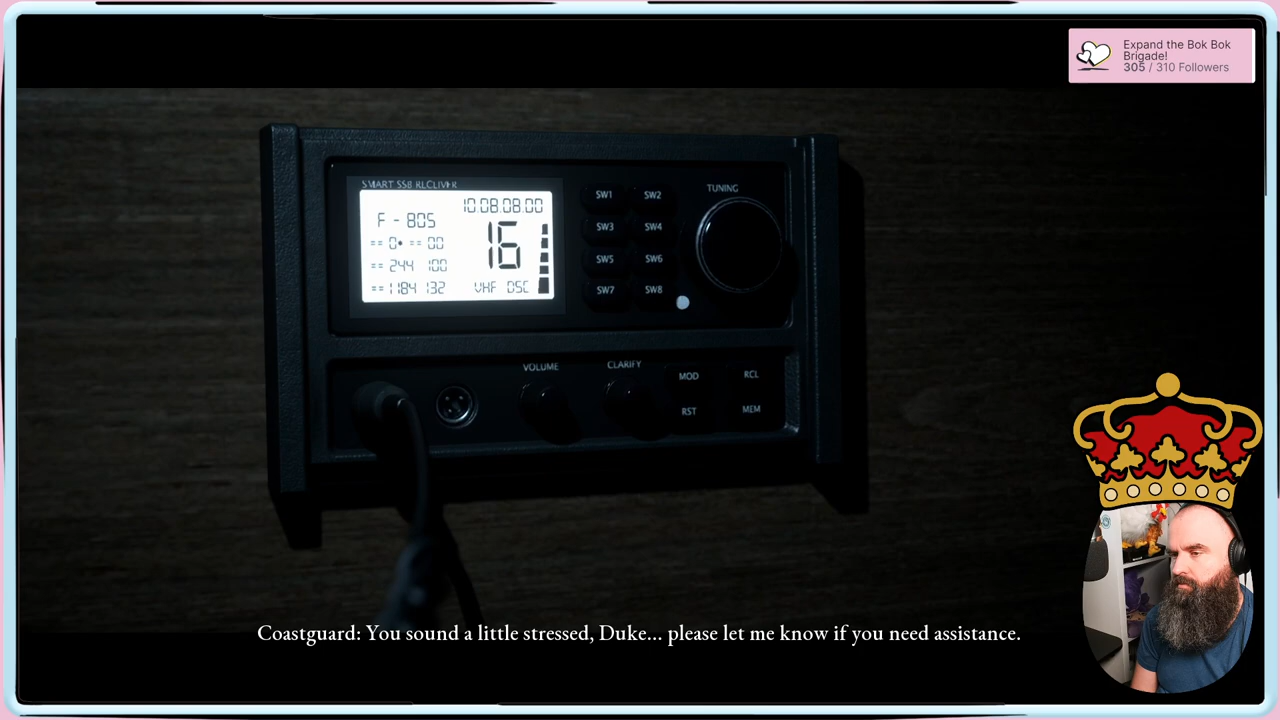 Expand the Bok Bok
Brigade!
305 / 310 Followers
SMART SSB RECEIVER
10.08.08.00
F - 805
16
== 0* == 00
== 244 100
== 1184 132
VHF DSC
SW1 SW2
SW3 SW4
SW5 SW6
SW7 SW8
TUNING
VOLUME
CLARIFY
MOD RCL
RST MEM
Coastguard: You sound a little stressed, Duke... please let me know if you need assistance.